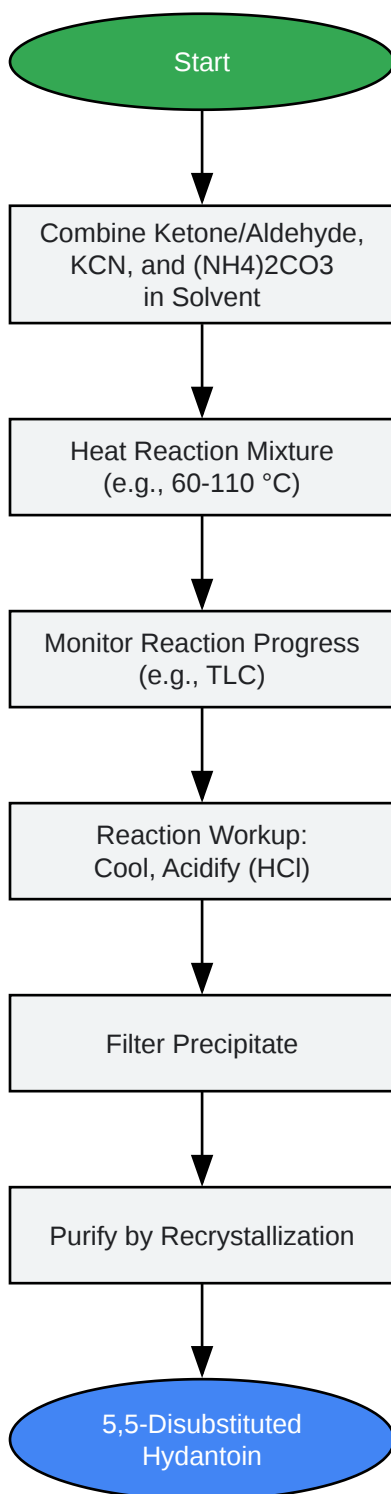 Start
Combine Ketone/Aldehyde,
KCN, and (NH4)2CO3
in Solvent
Heat Reaction Mixture
(e.g., 60-110 °C)
Monitor Reaction Progress
(e.g., TLC)
Reaction Workup:
Cool, Acidify (HCl)
Filter Precipitate
Purify by Recrystallization
5,5-Disubstituted
Hydantoin